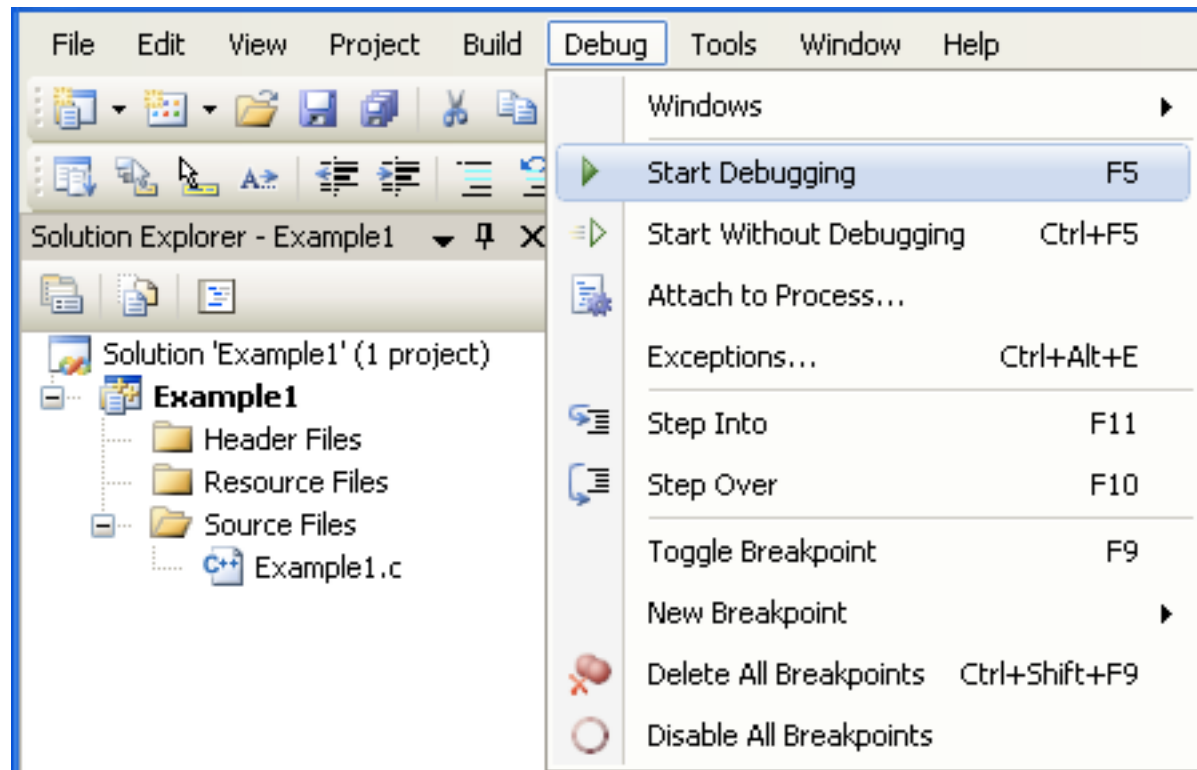 File Edit View Project Build Debug Tools Window Help
Solution Explorer - Example1
Solution 'Example1' (1 project)
Example1
Header Files
Resource Files
Source Files
C++ Example1.c
Windows
Start Debugging F5
Start Without Debugging Ctrl+F5
Attach to Process...
Exceptions... Ctrl+Alt+E
Step Into F11
Step Over F10
Toggle Breakpoint F9
New Breakpoint
Delete All Breakpoints Ctrl+Shift+F9
Disable All Breakpoints